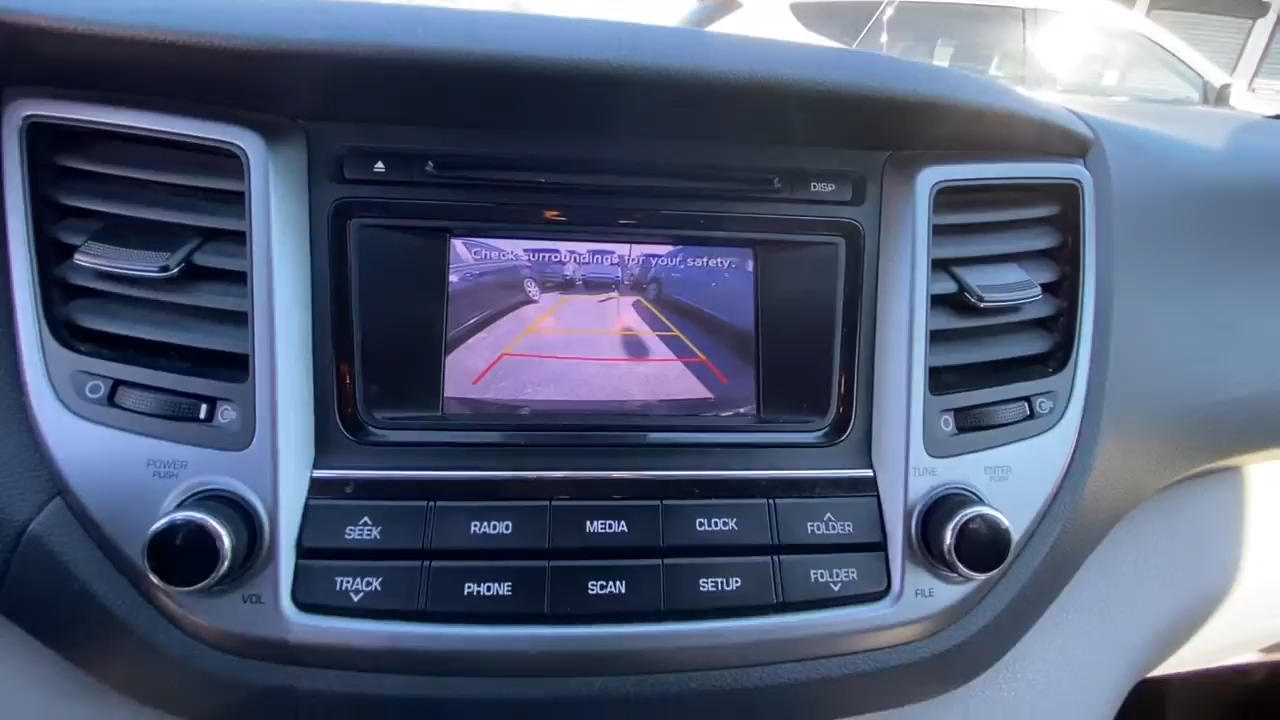 DISP
Check surroundings for your safety.
POWER
PUSH
VOL
SEEK
RADIO
MEDIA
CLOCK
FOLDER
TRACK
PHONE
SCAN
SETUP
FOLDER
TUNE
ENTER
PUSH
FILE